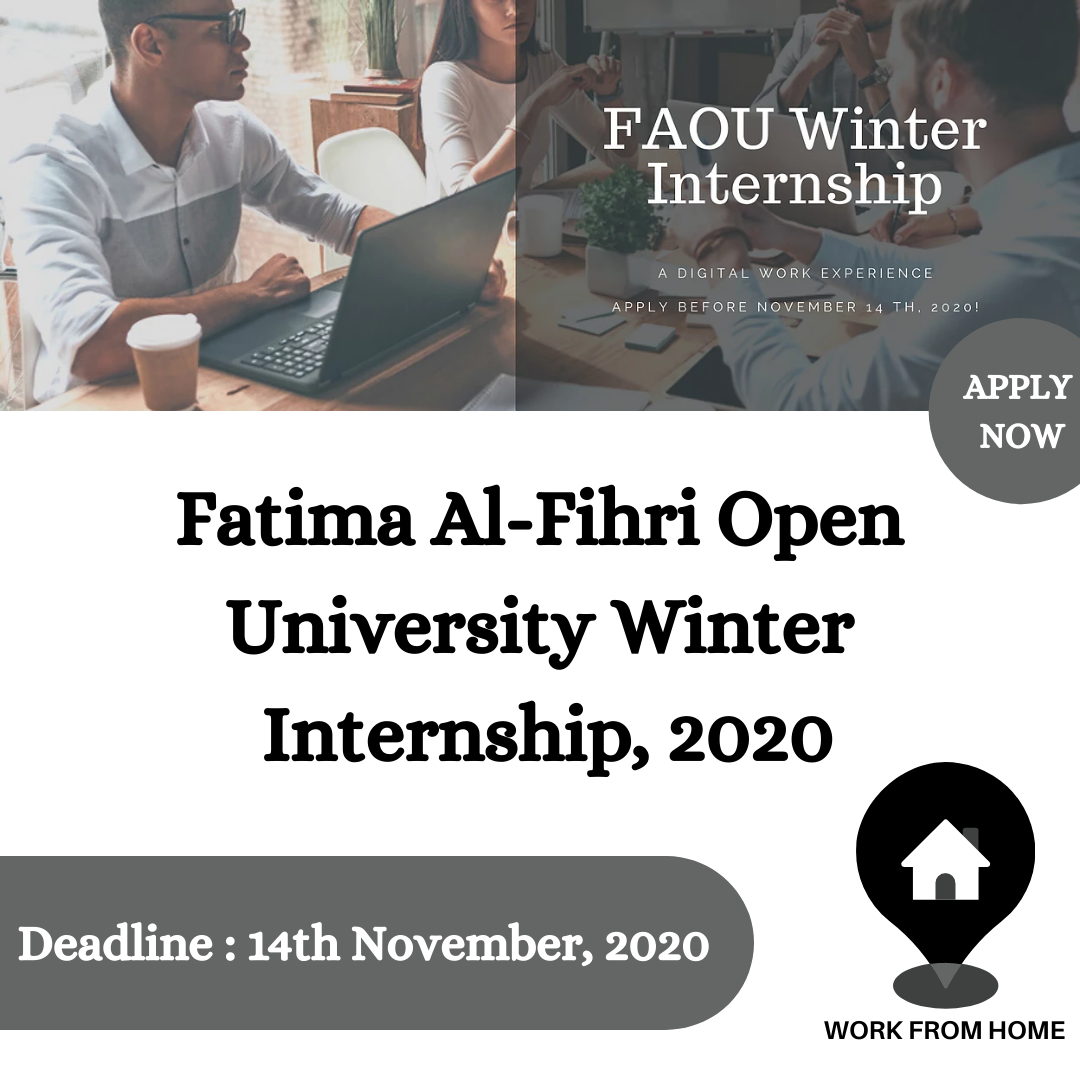 FAOU Winter
Internship
A DIGITAL WORK EXPERIENCE
APPLY BEFORE NOVEMBER 14 TH, 2020!
APPLY
NOW
Fatima Al-Fihri Open
University Winter
Internship, 2020
Deadline : 14th November, 2020
WORK FROM HOME